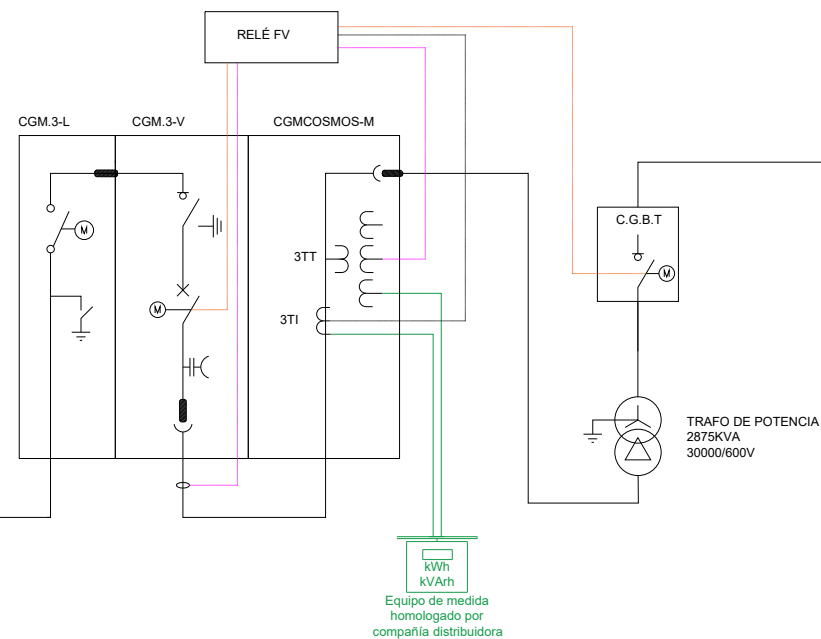 RELÉ FV
CGM.3-L
CGM.3-V
CGMCOSMOS-M
M
M
3TT
3TI
C.G.B.T
M
TRAFO DE POTENCIA
2875KVA
30000/600V
kWh
kVArh
Equipo de medida
homologado por
compañía distribuidora